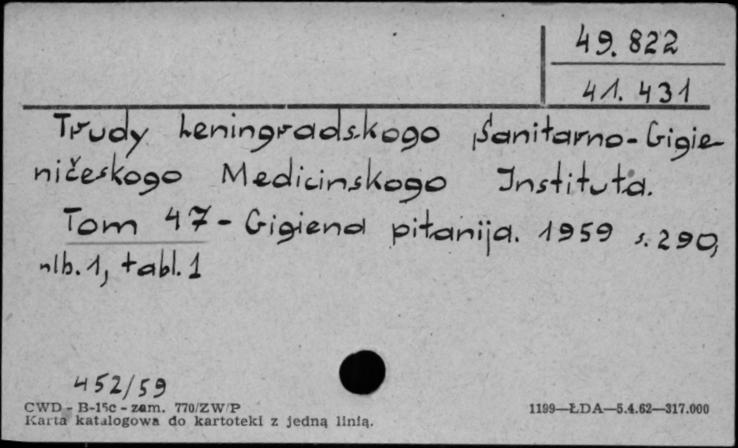 49.822
41.431
Trudy Leningradskogo Sanitarno-Gigie-
ničeskogo Medicinskogo Instituta.
Tom 47 - Gigiena pitanija. 1959 s. 290,
nlb. 1, tabl. 1
452/59
CWD - B-15c - zam. 770/ZW/P
Karta katalogowa do kartoteki z jedną linią.
1199—ŁDA—5.4.62—317.000